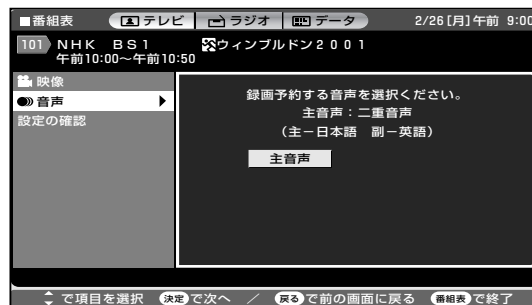 ■番組表 テレビ ラジオ データ 2/26[月]午前 9:00
101 NHK BS1 ウィンブルドン2001
午前10:00~午前10:50
映像
音声
設定の確認
録画予約する音声を選択ください。
主音声:二重音声
(主-日本語 副-英語)
主音声
で項目を選択 決定で次へ / 戻るで前の画面に戻る 番組表で終了